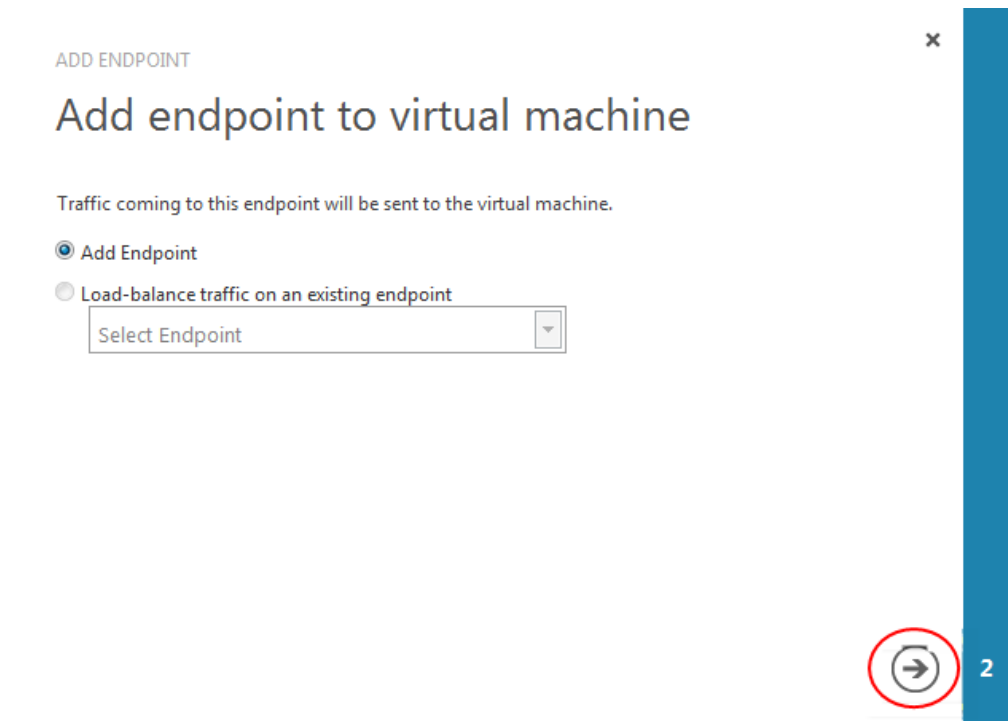 ADD ENDPOINT
Add endpoint to virtual machine
Traffic coming to this endpoint will be sent to the virtual machine.
Add Endpoint
Load-balance traffic on an existing endpoint
Select Endpoint
2